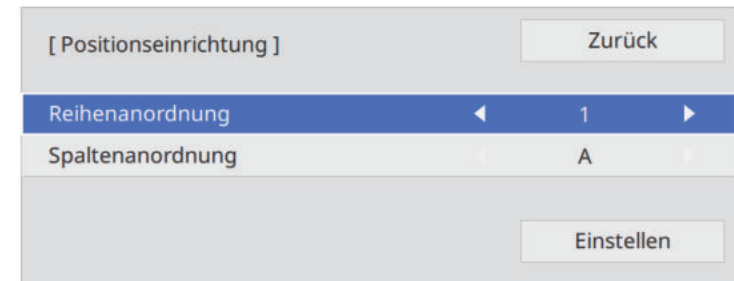 [ Positionseinrichtung ]
Zurück
Reihenanordnung 1
Spaltenanordnung A
Einstellen